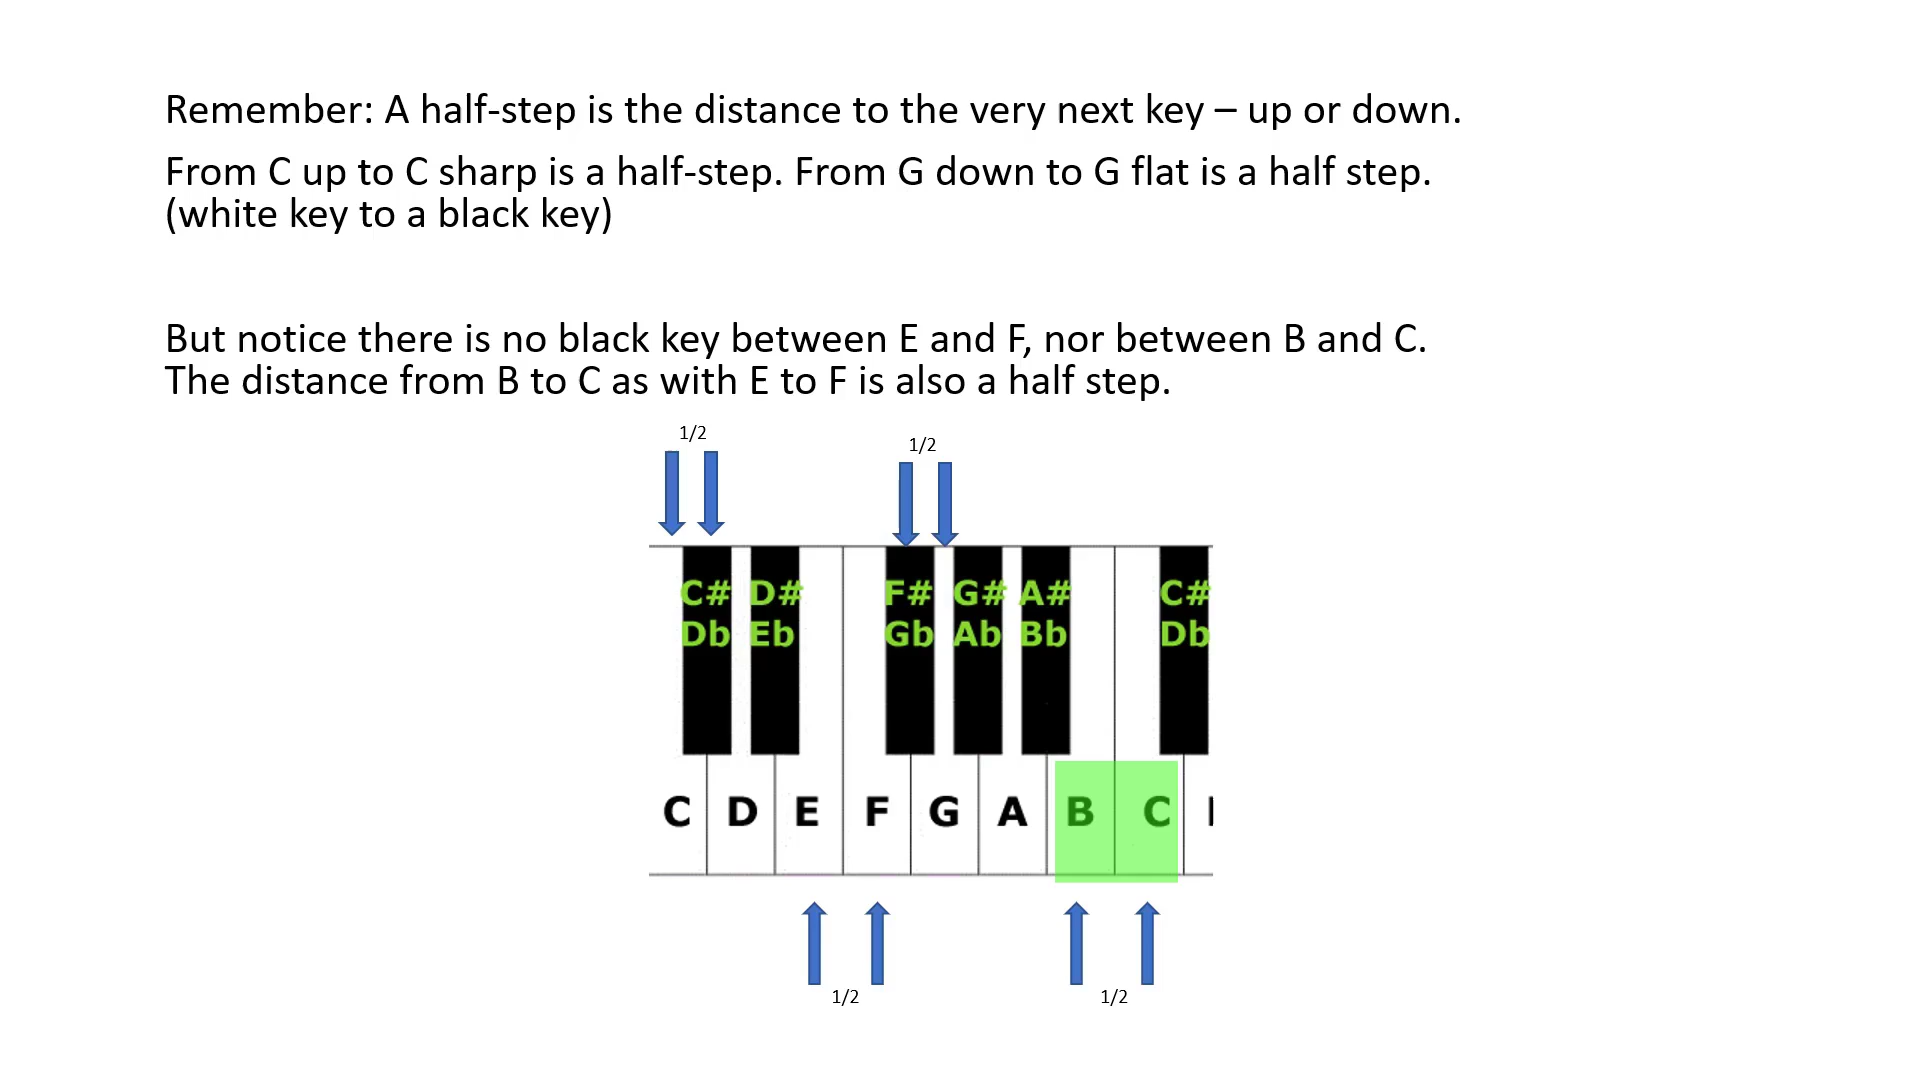 Remember: A half-step is the distance to the very next key – up or down.
From C up to C sharp is a half-step. From G down to G flat is a half step.
(white key to a black key)
But notice there is no black key between E and F, nor between B and C.
The distance from B to C as with E to F is also a half step.
1/2 1/2
C# D# F# G# A# C#
Db Eb Gb Ab Bb Db
C D E F G A B C
1/2 1/2